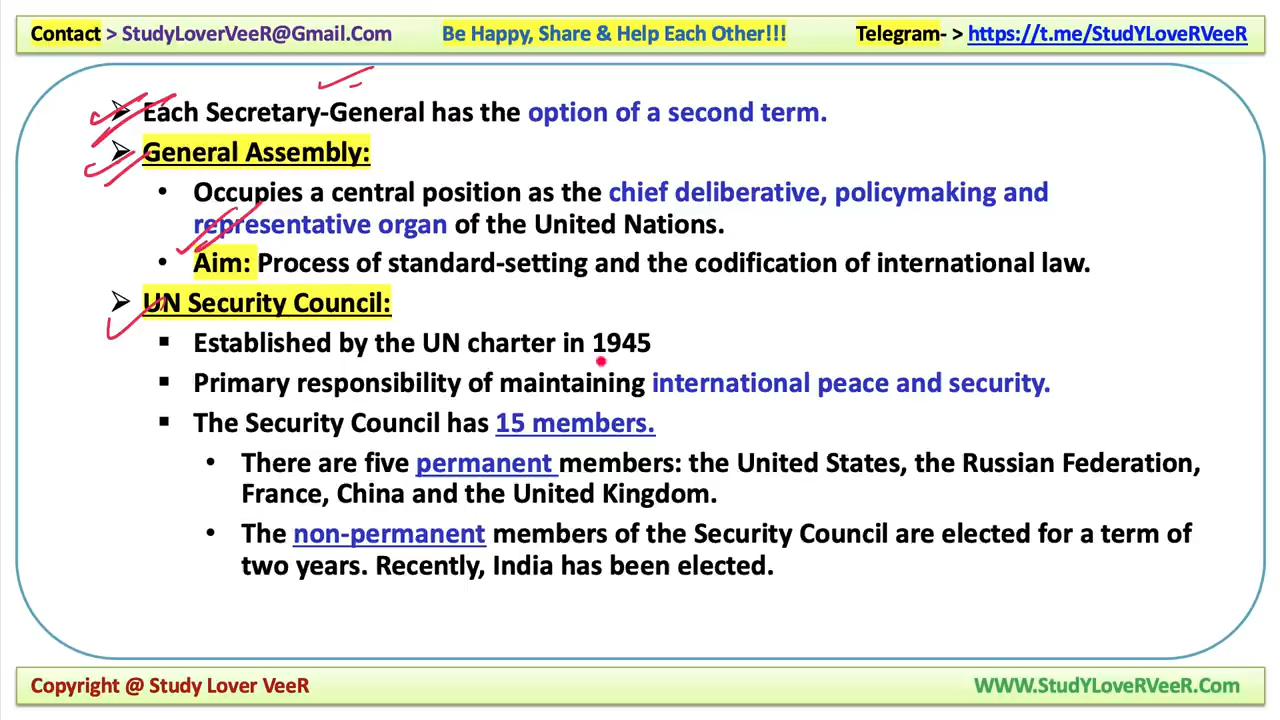 Contact > StudyLoverVeeR@Gmail.Com Be Happy, Share & Help Each Other!!! Telegram- > https://t.me/StudYLoveRVeeR
➢ Each Secretary-General has the option of a second term.
➢ General Assembly:
• Occupies a central position as the chief deliberative, policymaking and
representative organ of the United Nations.
• Aim: Process of standard-setting and the codification of international law.
➢ UN Security Council:
▪ Established by the UN charter in 1945
▪ Primary responsibility of maintaining international peace and security.
▪ The Security Council has 15 members.
• There are five permanent members: the United States, the Russian Federation,
France, China and the United Kingdom.
• The non-permanent members of the Security Council are elected for a term of
two years. Recently, India has been elected.
Copyright @ Study Lover VeeR WWW.StudYLoveRVeeR.Com